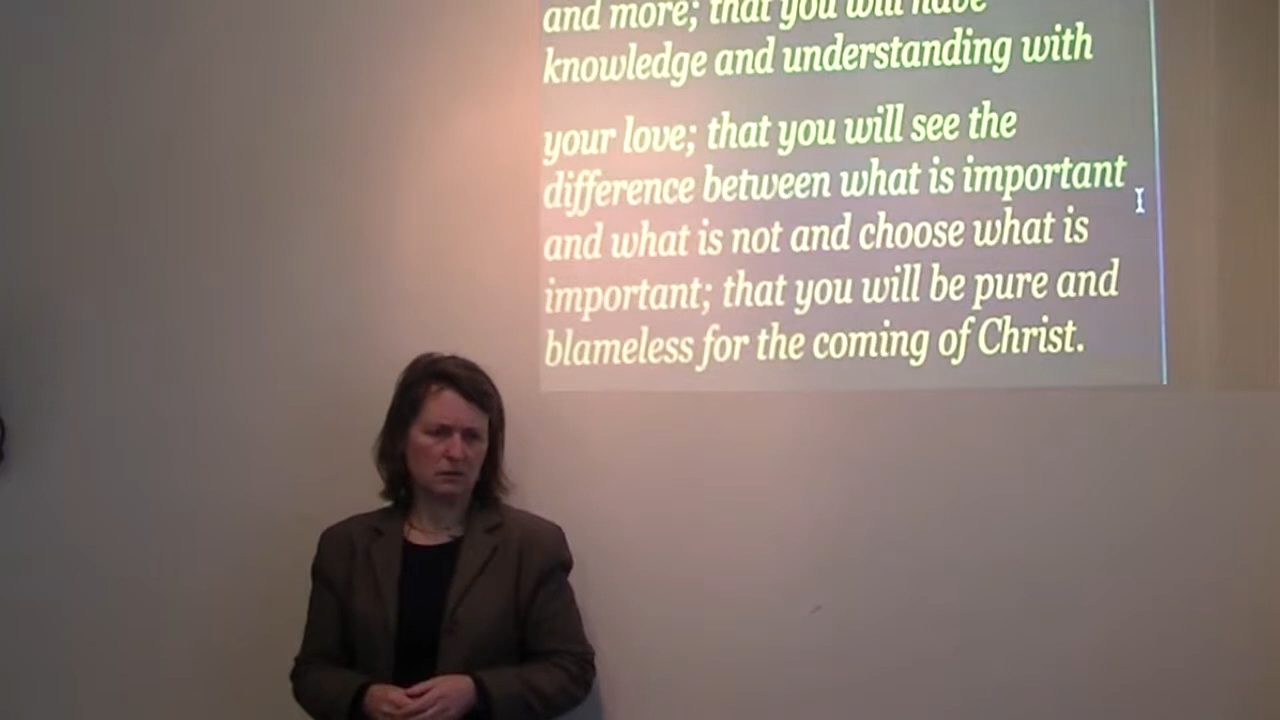 and more; that you will have
knowledge and understanding with
your love; that you will see the
difference between what is important
and what is not and choose what is
important; that you will be pure and
blameless for the coming of Christ.